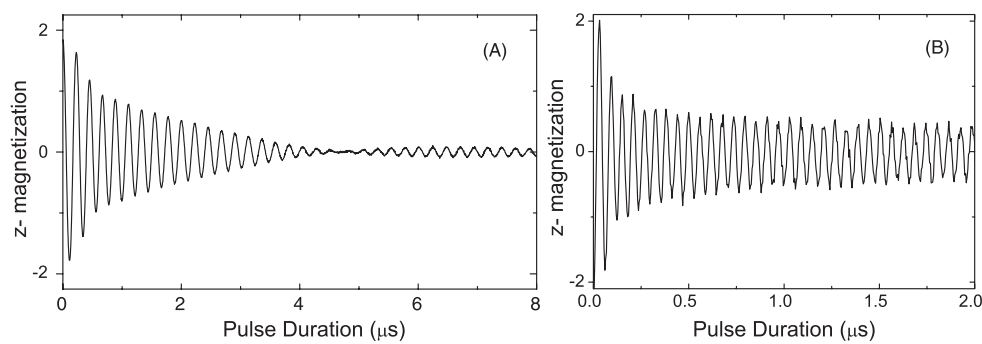 (A)
z- magnetization
2
0
-2
0
2
4
6
8
Pulse Duration (μs)
(B)
z- magnetization
2
0
-2
0.0
0.5
1.0
1.5
2.0
Pulse Duration (μs)